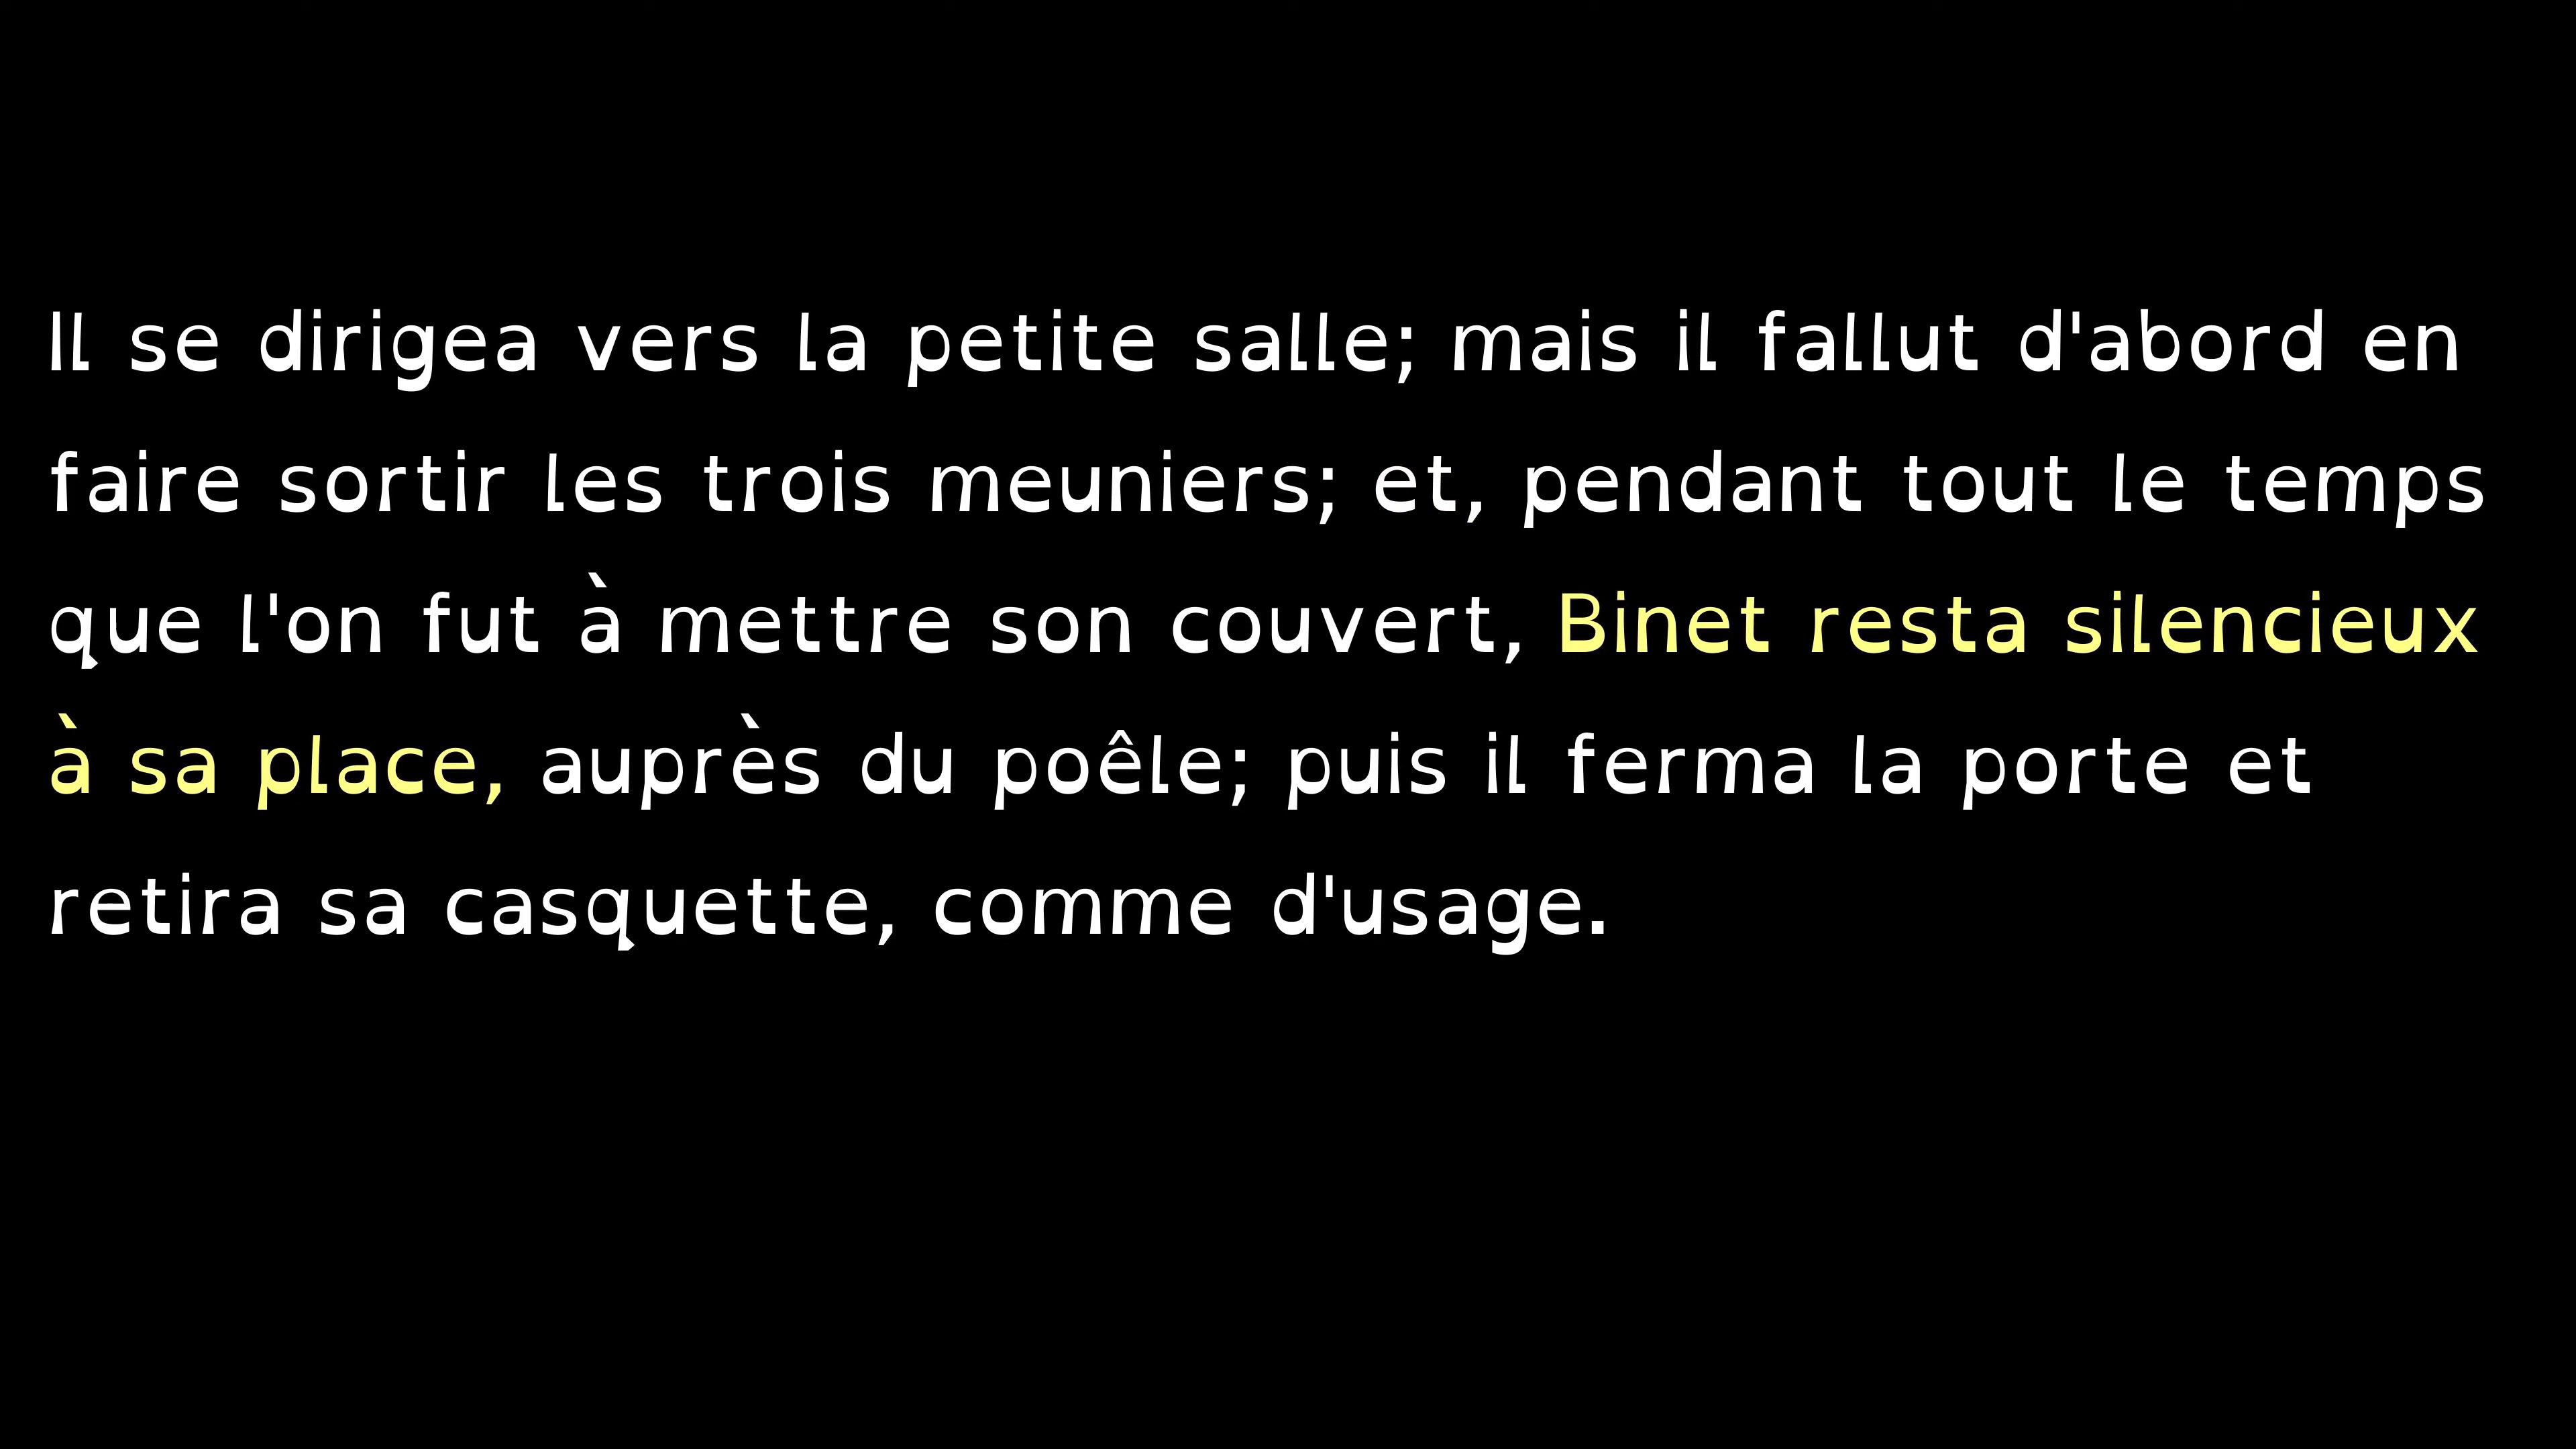 Il se dirigea vers la petite salle; mais il fallut d'abord en
faire sortir les trois meuniers; et, pendant tout le temps
que l'on fut à mettre son couvert, Binet resta silencieux
à sa place, auprès du poêle; puis il ferma la porte et
retira sa casquette, comme d'usage.